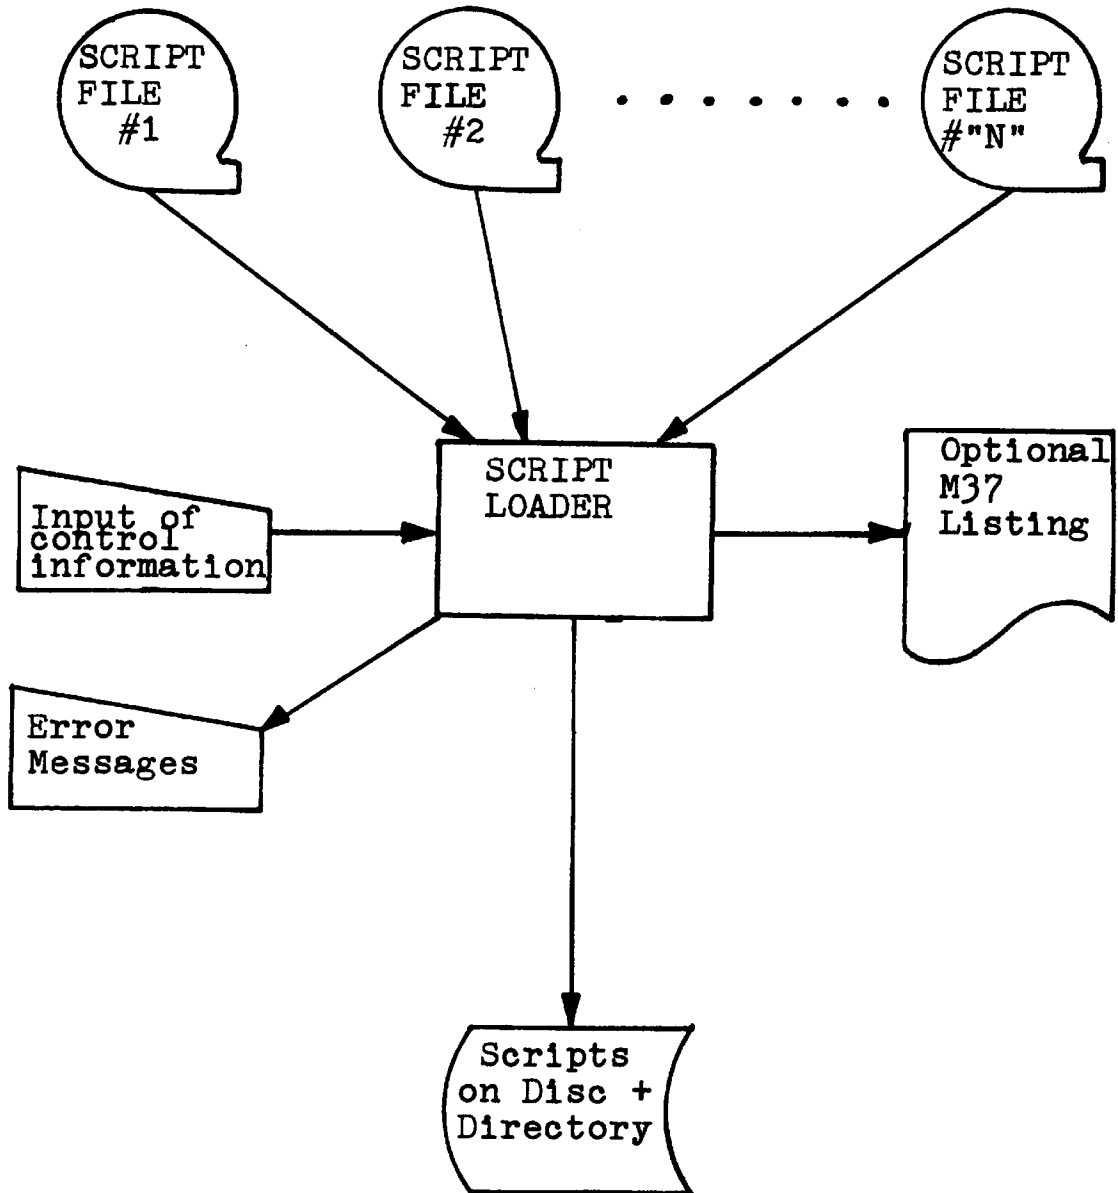 SCRIPT
FILE
#1
SCRIPT
FILE
#2
SCRIPT
FILE
#"N"
SCRIPT
LOADER
Optional
M37
Listing
Input of
control
information
Error
Messages
Scripts
on Disc +
Directory